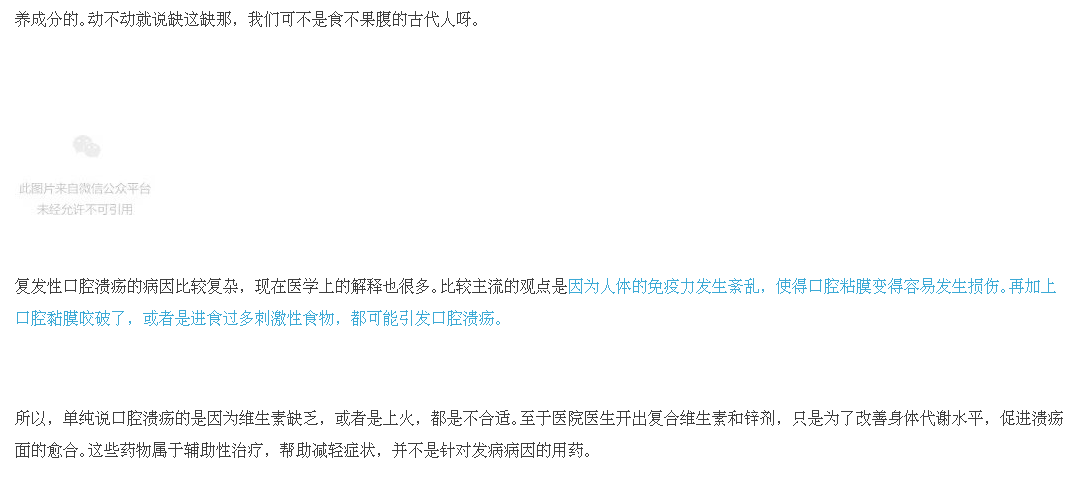 养成分的。动不动就说缺这缺那，我们可不是食不果腹的古代人呀。
此图片来自微信公众平台
未经允许不可引用
复发性口腔溃疡的病因比较复杂，现在医学上的解释也很多。比较主流的观点是因为人体的免疫力发生紊乱，使得口腔粘膜变得容易发生损伤。再加上
口腔黏膜咬破了，或者是进食过多刺激性食物，都可能引发口腔溃疡。
所以，单纯说口腔溃疡的是因为维生素缺乏，或者是上火，都是不合适。至于医院医生开出复合维生素和锌剂，只是为了改善身体代谢水平，促进溃疡
面的愈合。这些药物属于辅助性治疗，帮助减轻症状，并不是针对发病病因的用药。